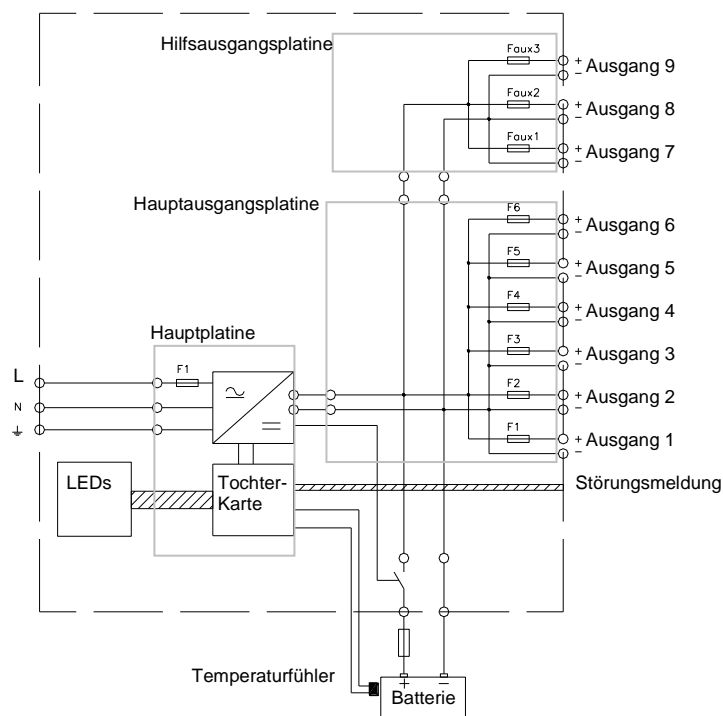 Hilfsausgangsplatine
Faux3
+ Ausgang 9
−
Faux2
+ Ausgang 8
−
Faux1
+ Ausgang 7
−
Hauptausgangsplatine
F6
+ Ausgang 6
−
F5
+ Ausgang 5
−
F4
+ Ausgang 4
−
Hauptplatine
F3
+ Ausgang 3
−
L
F1
F2
+ Ausgang 2
−
N
F1
+ Ausgang 1
−
LEDs
Tochter-
Karte
Störungsmeldung
Temperaturfühler
+ −
Batterie